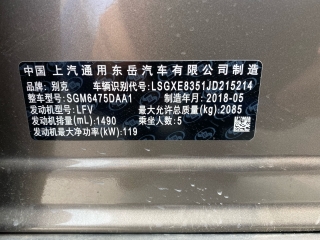 中国 上汽通用东岳汽车有限公司制造
品牌：别克 车辆识别代号：LSGXE8351JD215214
整车型号：SGM6475DAA1 制造年月：2018-05
发动机型号：LFV 最大允许总质量(kg)：2085
发动机排量(mL)：1490 乘坐人数：5
发动机最大净功率(kW)：119